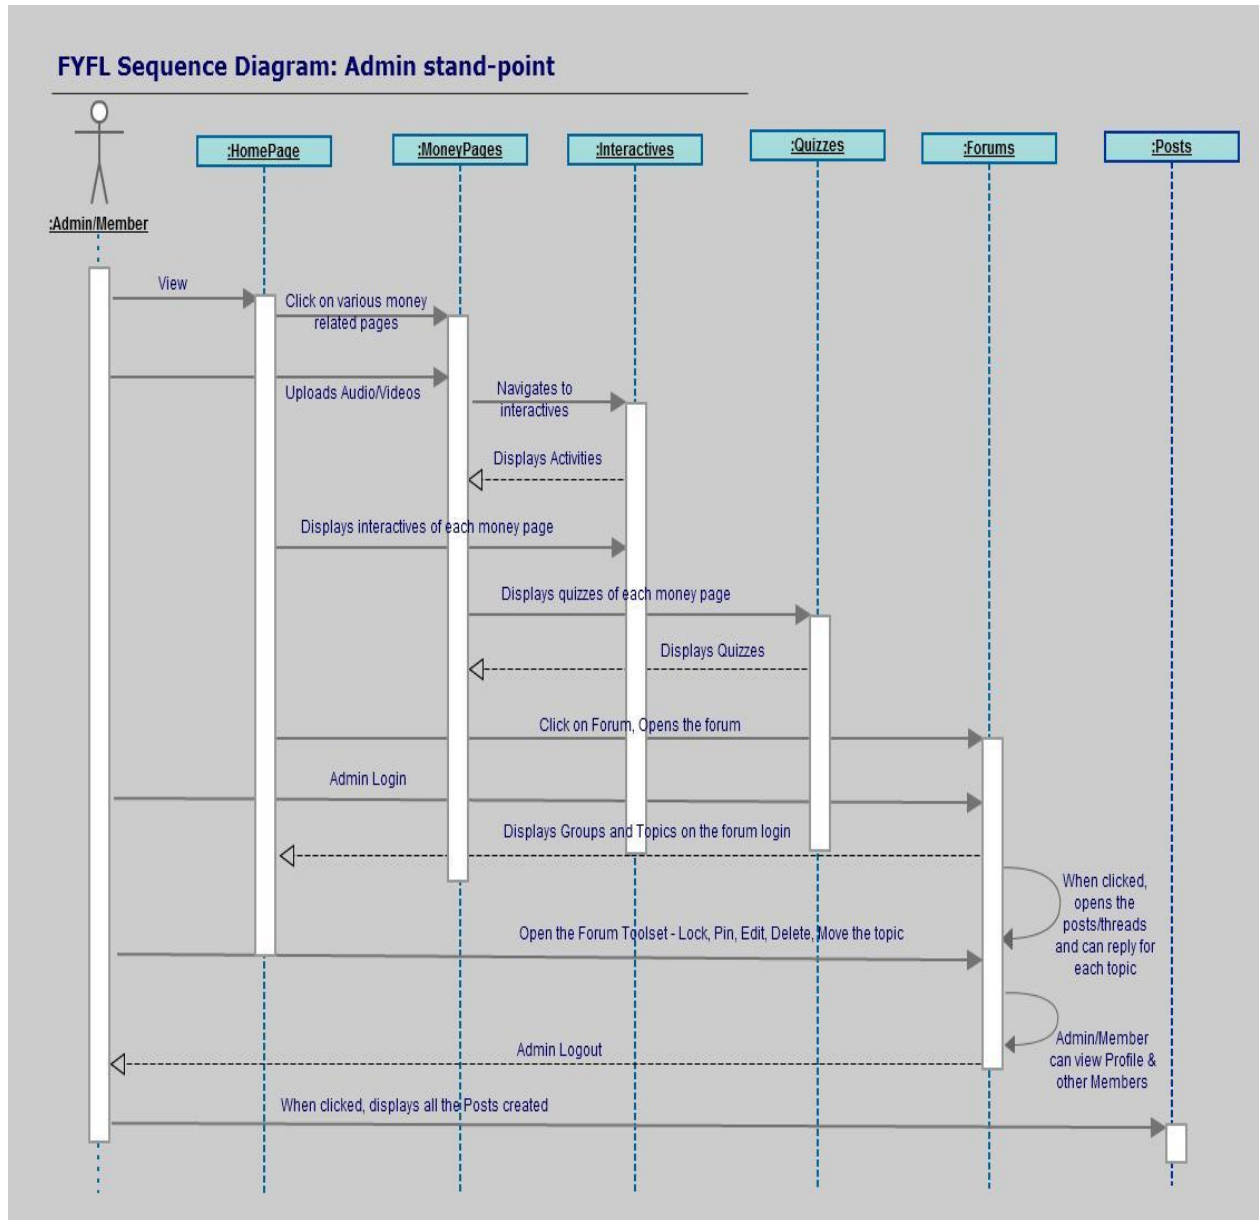 FYFL Sequence Diagram: Admin stand-point
:HomePage
:MoneyPages
:Interactives
:Quizzes
:Forums
:Posts
:Admin/Member
View
Click on various money
related pages
Uploads Audio/Videos
Navigates to
interactives
Displays Activities
Displays interactives of each money page
Displays quizzes of each money page
Displays Quizzes
Click on Forum, Opens the forum
Admin Login
Displays Groups and Topics on the forum login
When clicked,
opens the
posts/threads
and can reply for
each topic
Open the Forum Toolset - Lock, Pin, Edit, Delete, Move the topic
Admin/Member
can view Profile &
other Members
Admin Logout
When clicked, displays all the Posts created